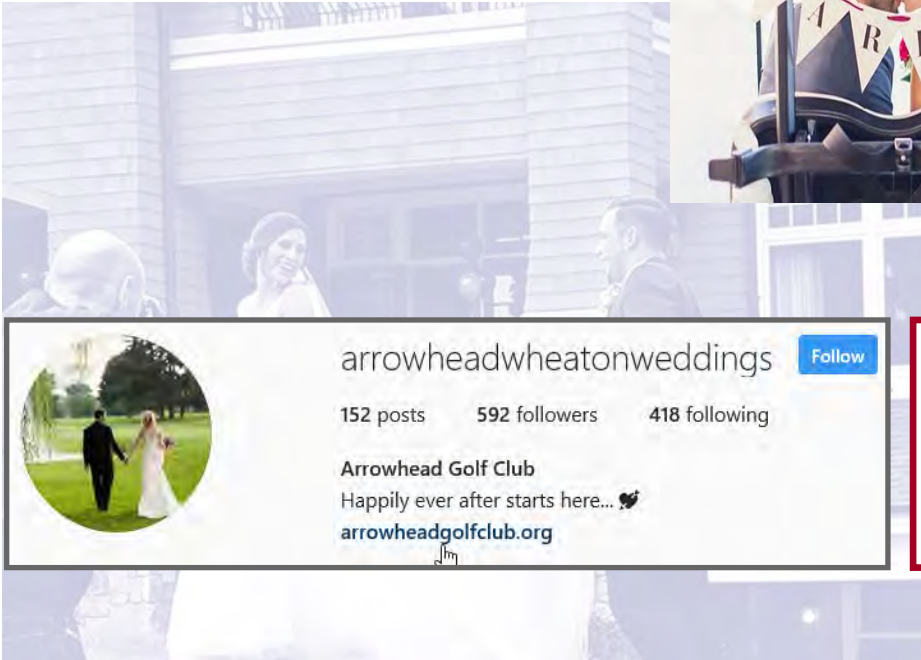 A R
arrowheadwheatonweddings Follow
152 posts 592 followers 418 following
Arrowhead Golf Club
Happily ever after starts here...
arrowheadgolfclub.org